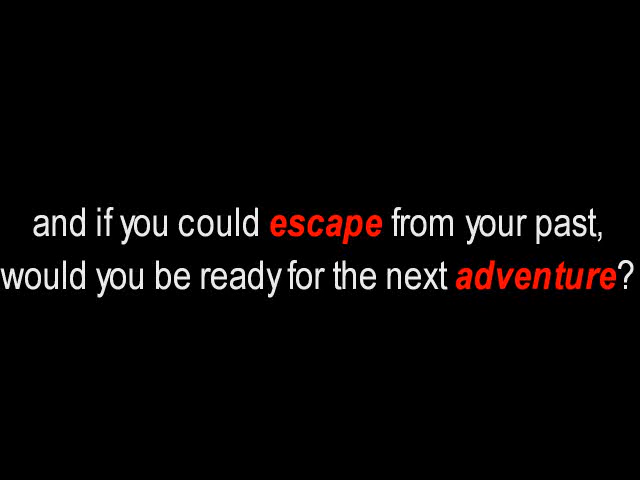 and if you could escape from your past,
would you be ready for the next adventure?